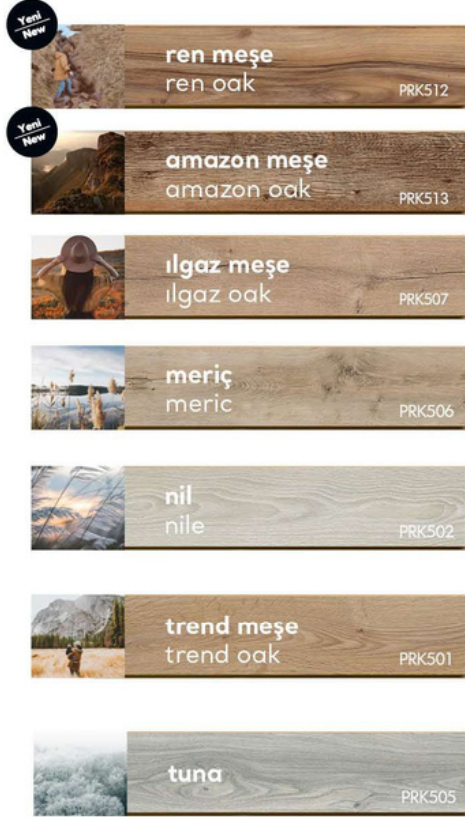 Yeni
New
ren meşe
ren oak
PRK512
Yeni
New
amazon meşe
amazon oak
PRK513
ılgaz meşe
ılgaz oak
PRK507
meriç
meric
PRK506
nil
nile
PRK502
trend meşe
trend oak
PRK501
tuna
PRK505